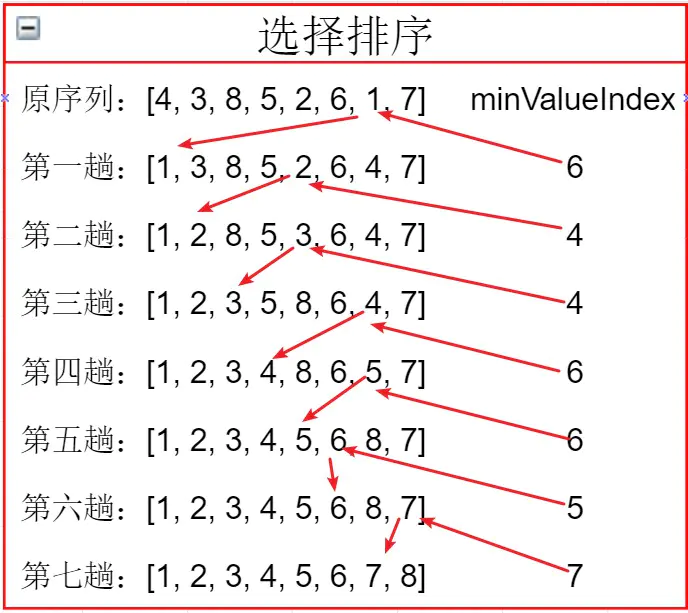 选择排序
原序列：[4, 3, 8, 5, 2, 6, 1, 7] minValueIndex
第一趟：[1, 3, 8, 5, 2, 6, 4, 7] 6
第二趟：[1, 2, 8, 5, 3, 6, 4, 7] 4
第三趟：[1, 2, 3, 5, 8, 6, 4, 7] 4
第四趟：[1, 2, 3, 4, 8, 6, 5, 7] 6
第五趟：[1, 2, 3, 4, 5, 6, 8, 7] 6
第六趟：[1, 2, 3, 4, 5, 6, 8, 7] 5
第七趟：[1, 2, 3, 4, 5, 6, 7, 8] 7